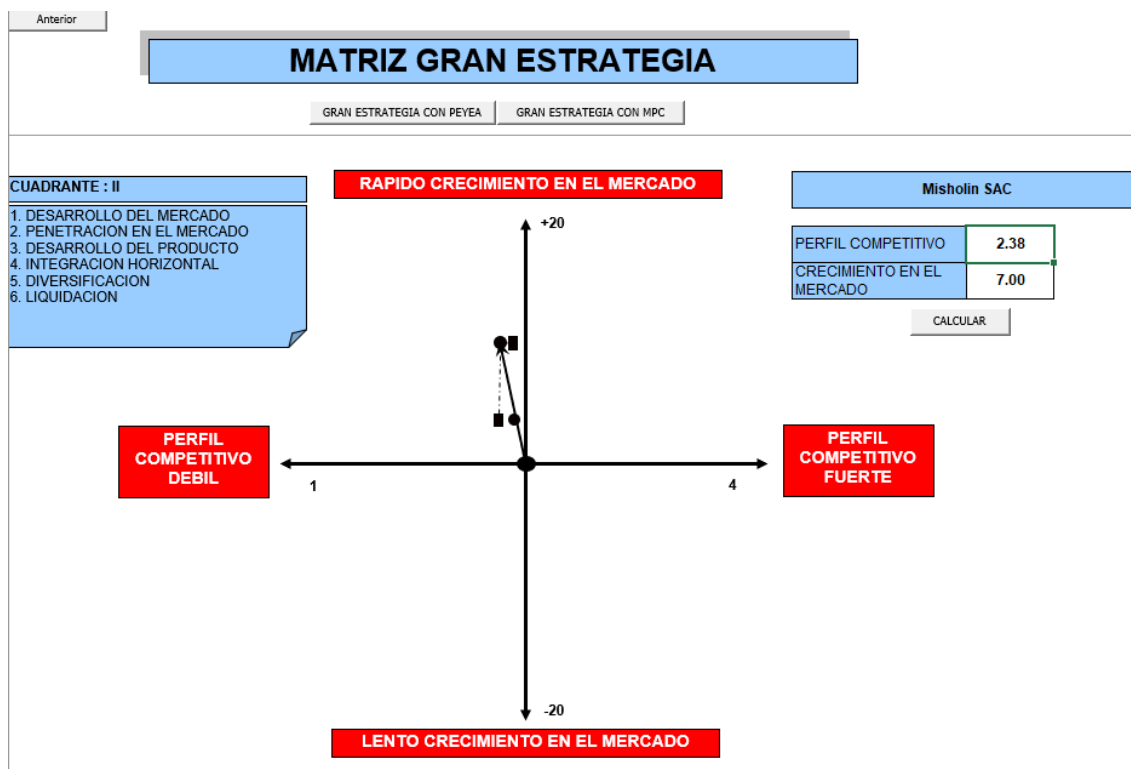 Anterior
MATRIZ GRAN ESTRATEGIA
GRAN ESTRATEGIA CON PEYEA
GRAN ESTRATEGIA CON MPC
CUADRANTE : II
1. DESARROLLO DEL MERCADO
2. PENETRACION EN EL MERCADO
3. DESARROLLO DEL PRODUCTO
4. INTEGRACION HORIZONTAL
5. DIVERSIFICACION
6. LIQUIDACION
RAPIDO CRECIMIENTO EN EL MERCADO
+20
Misholin SAC
PERFIL COMPETITIVO
2.38
CRECIMIENTO EN EL
MERCADO
7.00
CALCULAR
PERFIL
COMPETITIVO
DEBIL
1
4
PERFIL
COMPETITIVO
FUERTE
-20
LENTO CRECIMIENTO EN EL MERCADO